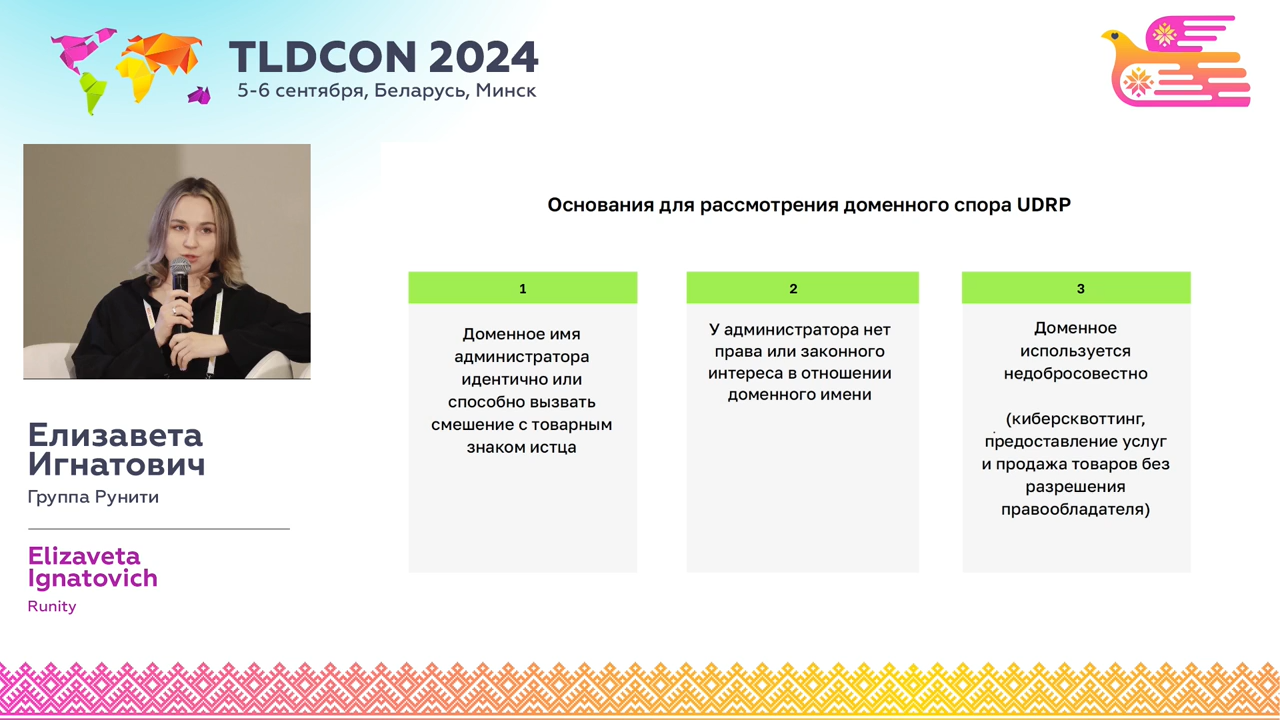 TLDCON 2024
5-6 сентября, Беларусь, Минск
Елизавета
Игнатович
Группа Рунити
Elizaveta
Ignatovich
Runity
Основания для рассмотрения доменного спора UDRP
1
Доменное имя
администратора
идентично или
способно вызвать
смешение с товарным
знаком истца
2
У администратора нет
права или законного
интереса в отношении
доменного имени
3
Доменное
используется
недобросовестно
(киберсквоттинг,
предоставление услуг
и продажа товаров без
разрешения
правообладателя)